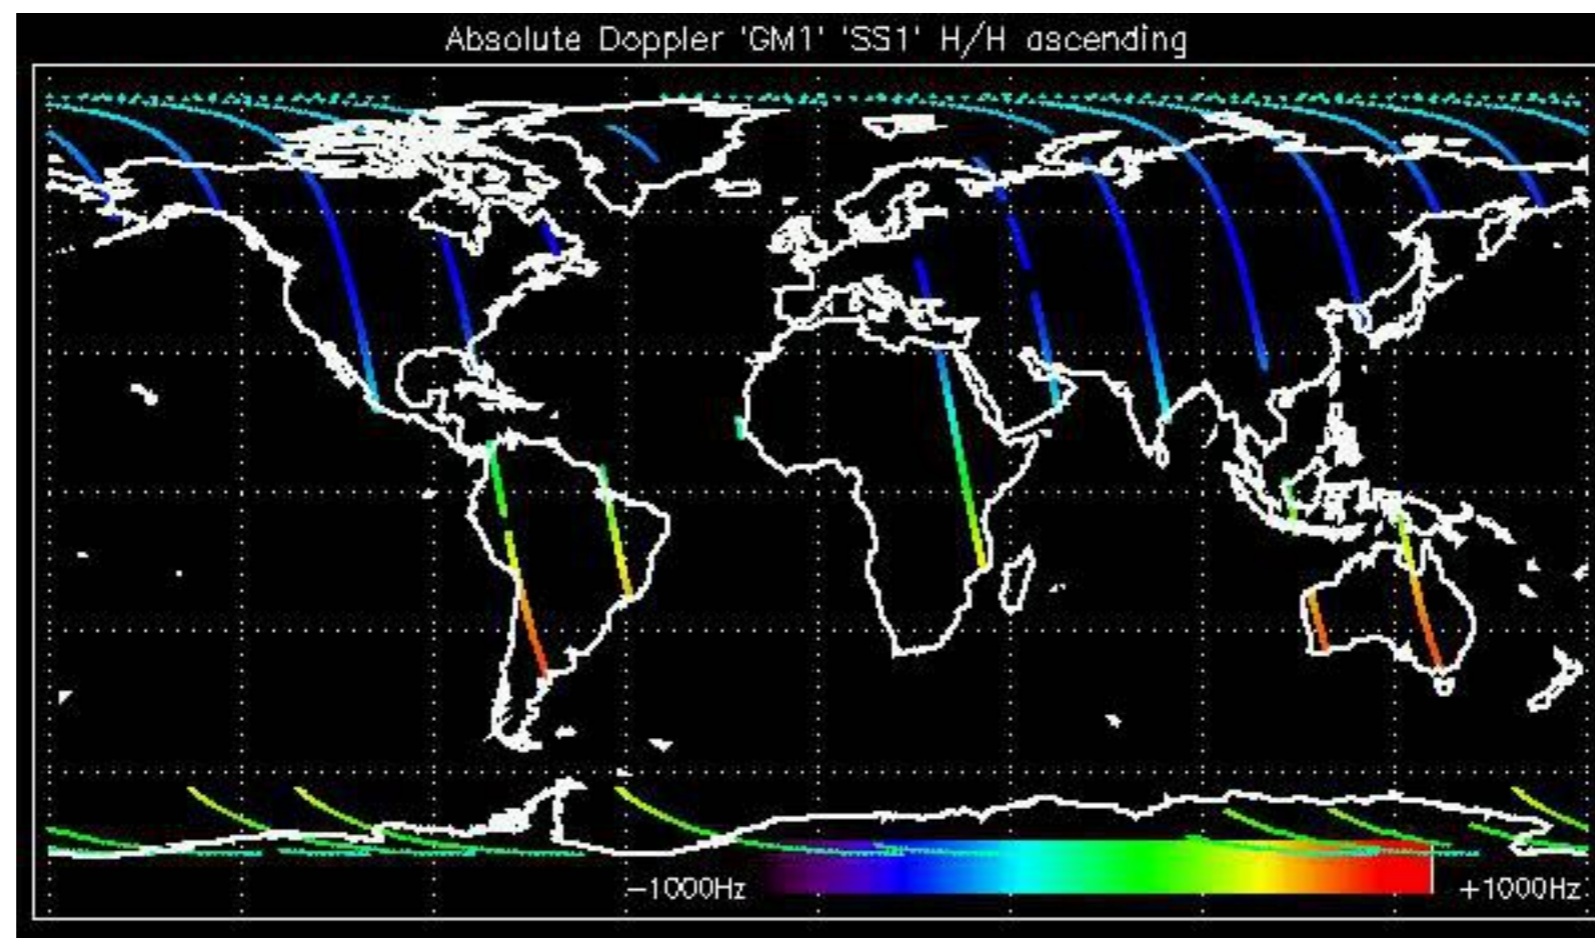 Absolute Doppler 'GM1' 'SS1' H/H ascending
−1000Hz
+1000Hz